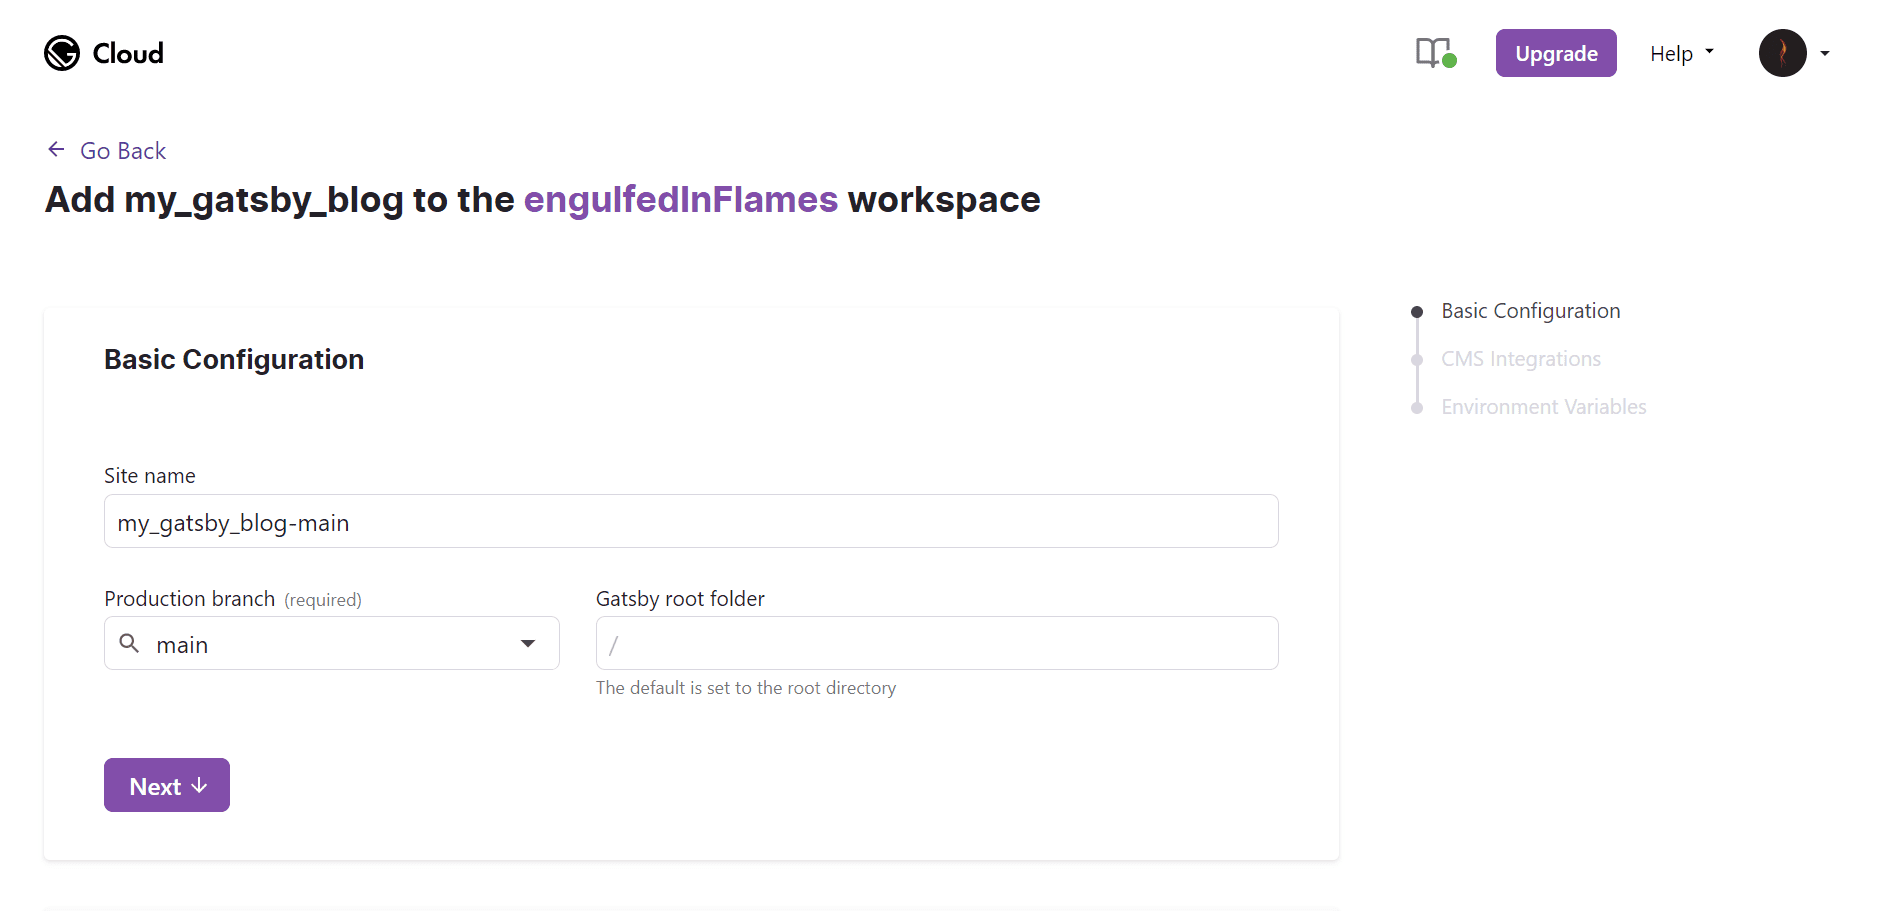 Cloud
Upgrade
Help
Go Back
Add my_gatsby_blog to the engulfedInFlames workspace
Basic Configuration
CMS Integrations
Environment Variables
Basic Configuration
Site name
my_gatsby_blog-main
Production branch (required)
Gatsby root folder
main
/
The default is set to the root directory
Next